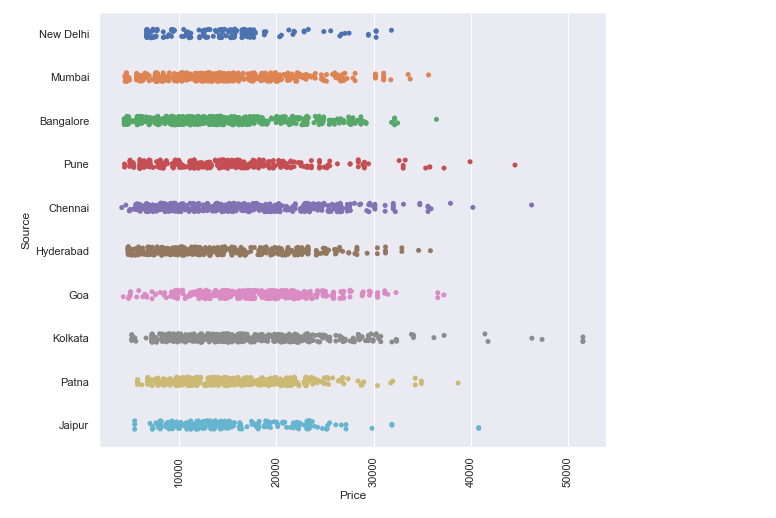 New Delhi
Mumbai
Bangalore
Pune
Chennai
Hyderabad
Goa
Kolkata
Patna
Jaipur
Source
10000
20000
30000
40000
50000
Price